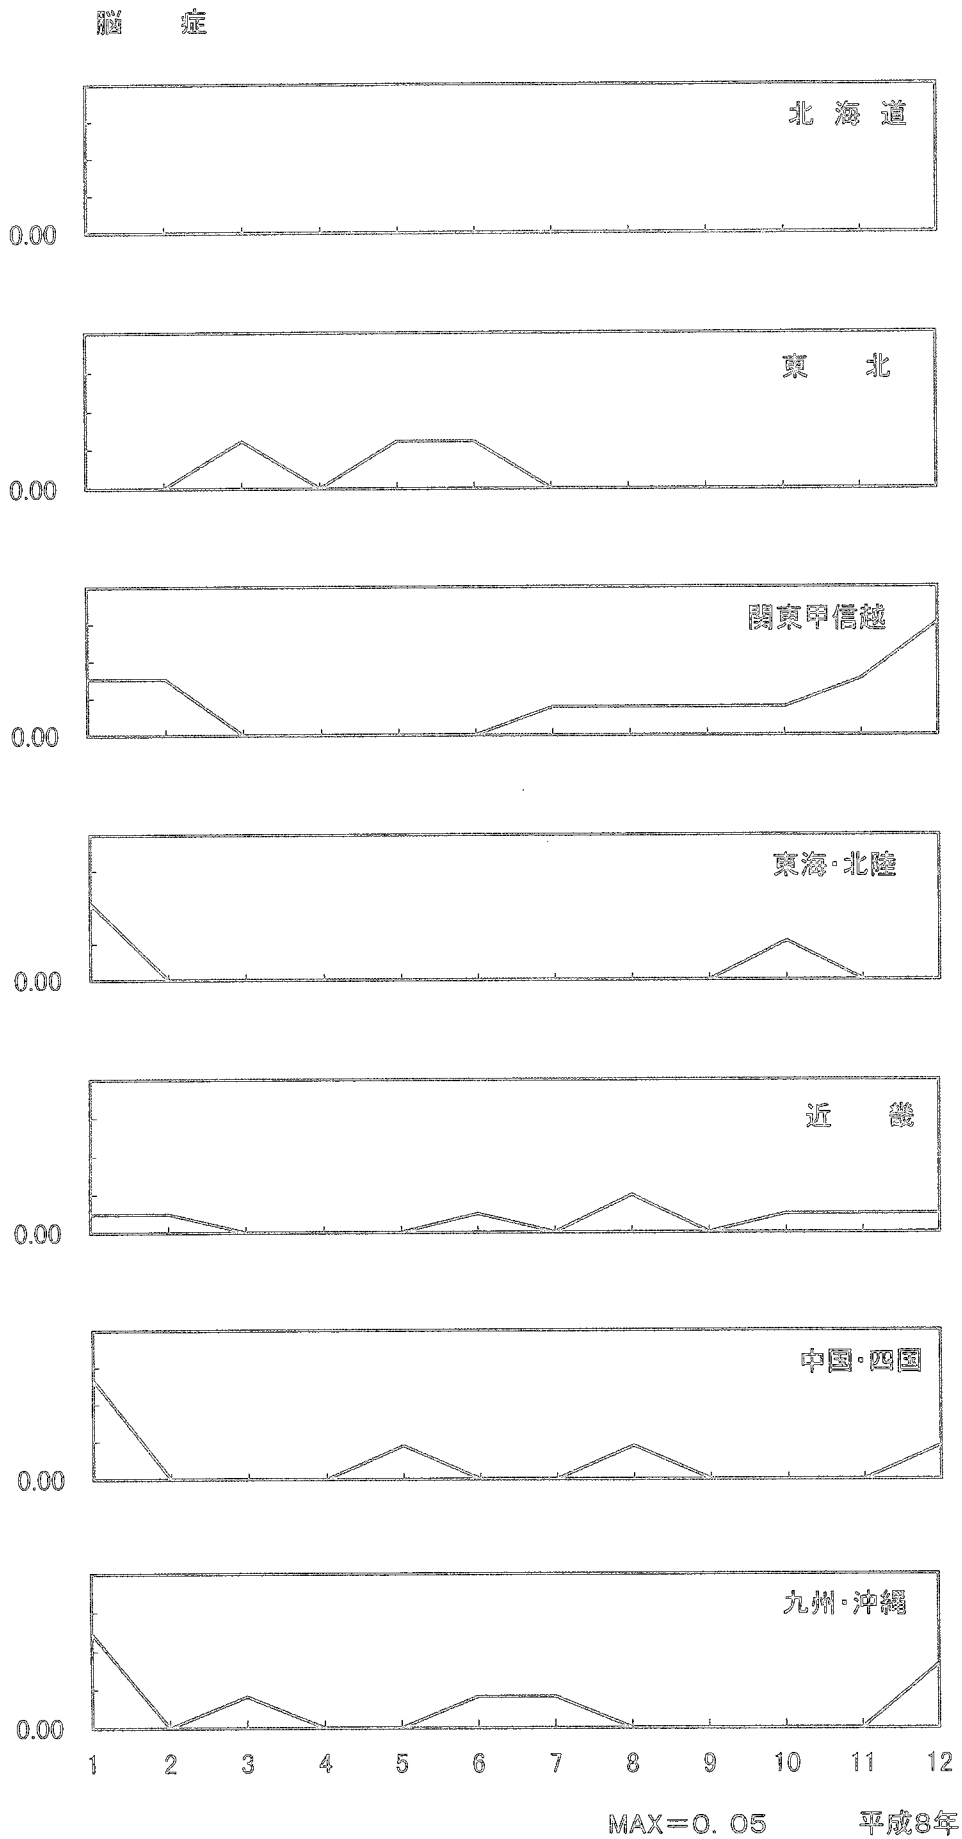 脳 症
北 海 道
0.00
東 北
0.00
関東甲信越
0.00
東海・北陸
0.00
近 畿
0.00
中国・四国
0.00
九州・沖縄
0.00
1 2 3 4 5 6 7 8 9 10 11 12
MAX=0. 05 平成8年